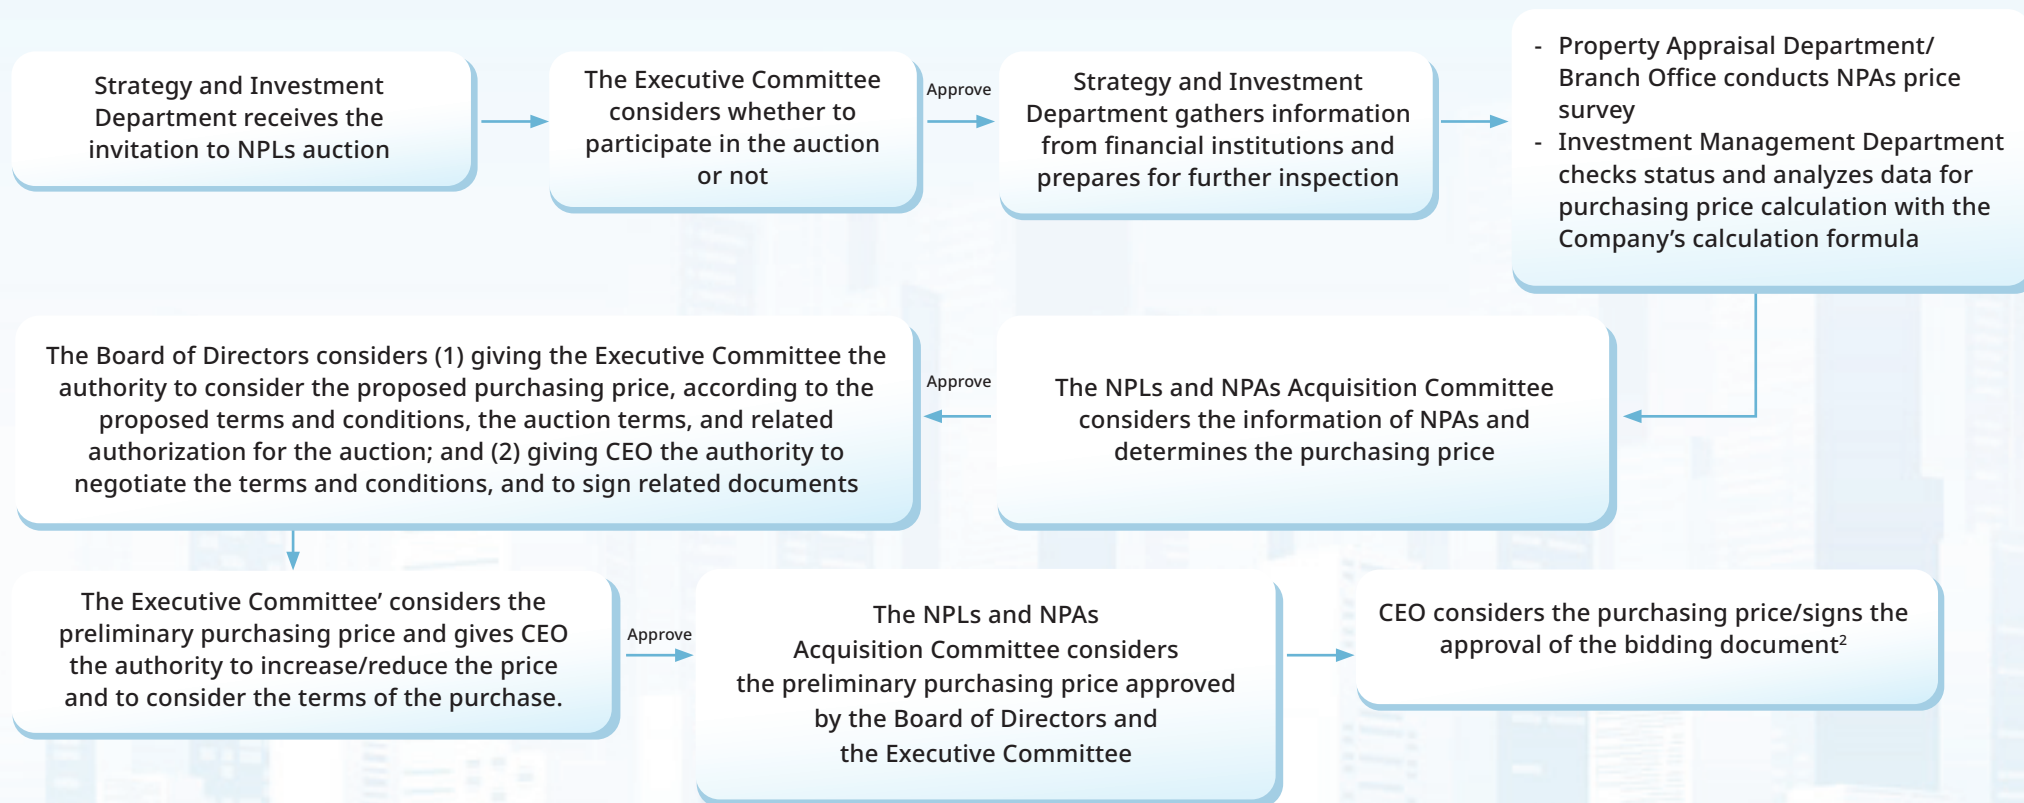 Strategy and Investment
Department receives the
invitation to NPLs auction
The Executive Committee
considers whether to
participate in the auction
or not
Approve
Strategy and Investment
Department gathers information
from financial institutions and
prepares for further inspection
- Property Appraisal Department/
Branch Office conducts NPAs price
survey
- Investment Management Department
checks status and analyzes data for
purchasing price calculation with the
Company’s calculation formula
The NPLs and NPAs Acquisition Committee
considers the information of NPAs and
determines the purchasing price
Approve
The Board of Directors considers (1) giving the Executive Committee the
authority to consider the proposed purchasing price, according to the
proposed terms and conditions, the auction terms, and related
authorization for the auction; and (2) giving CEO the authority to
negotiate the terms and conditions, and to sign related documents
The Executive Committee’ considers the
preliminary purchasing price and gives CEO
the authority to increase/reduce the price
and to consider the terms of the purchase.
Approve
The NPLs and NPAs
Acquisition Committee considers
the preliminary purchasing price approved
by the Board of Directors and
the Executive Committee
CEO considers the purchasing price/signs the
approval of the bidding document²